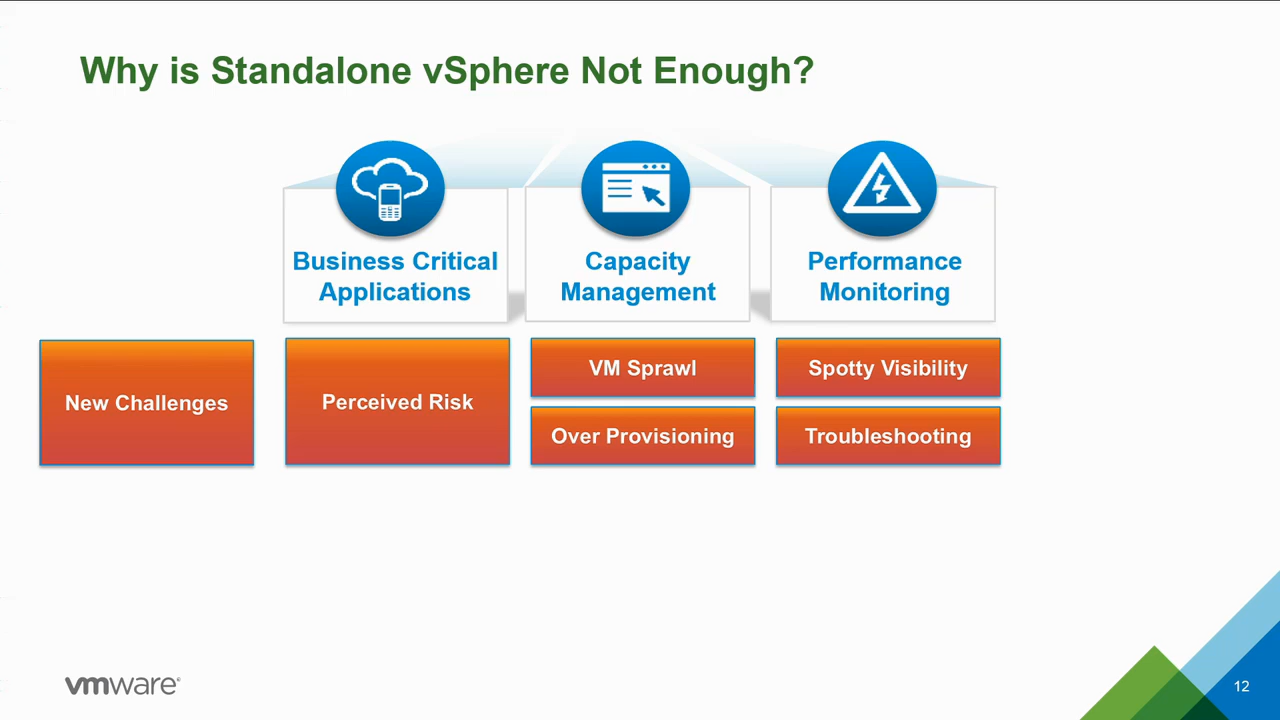 Why is Standalone vSphere Not Enough?
Business Critical
Applications
Capacity
Management
Performance
Monitoring
New Challenges
Perceived Risk
VM Sprawl
Over Provisioning
Spotty Visibility
Troubleshooting
vmware®
12